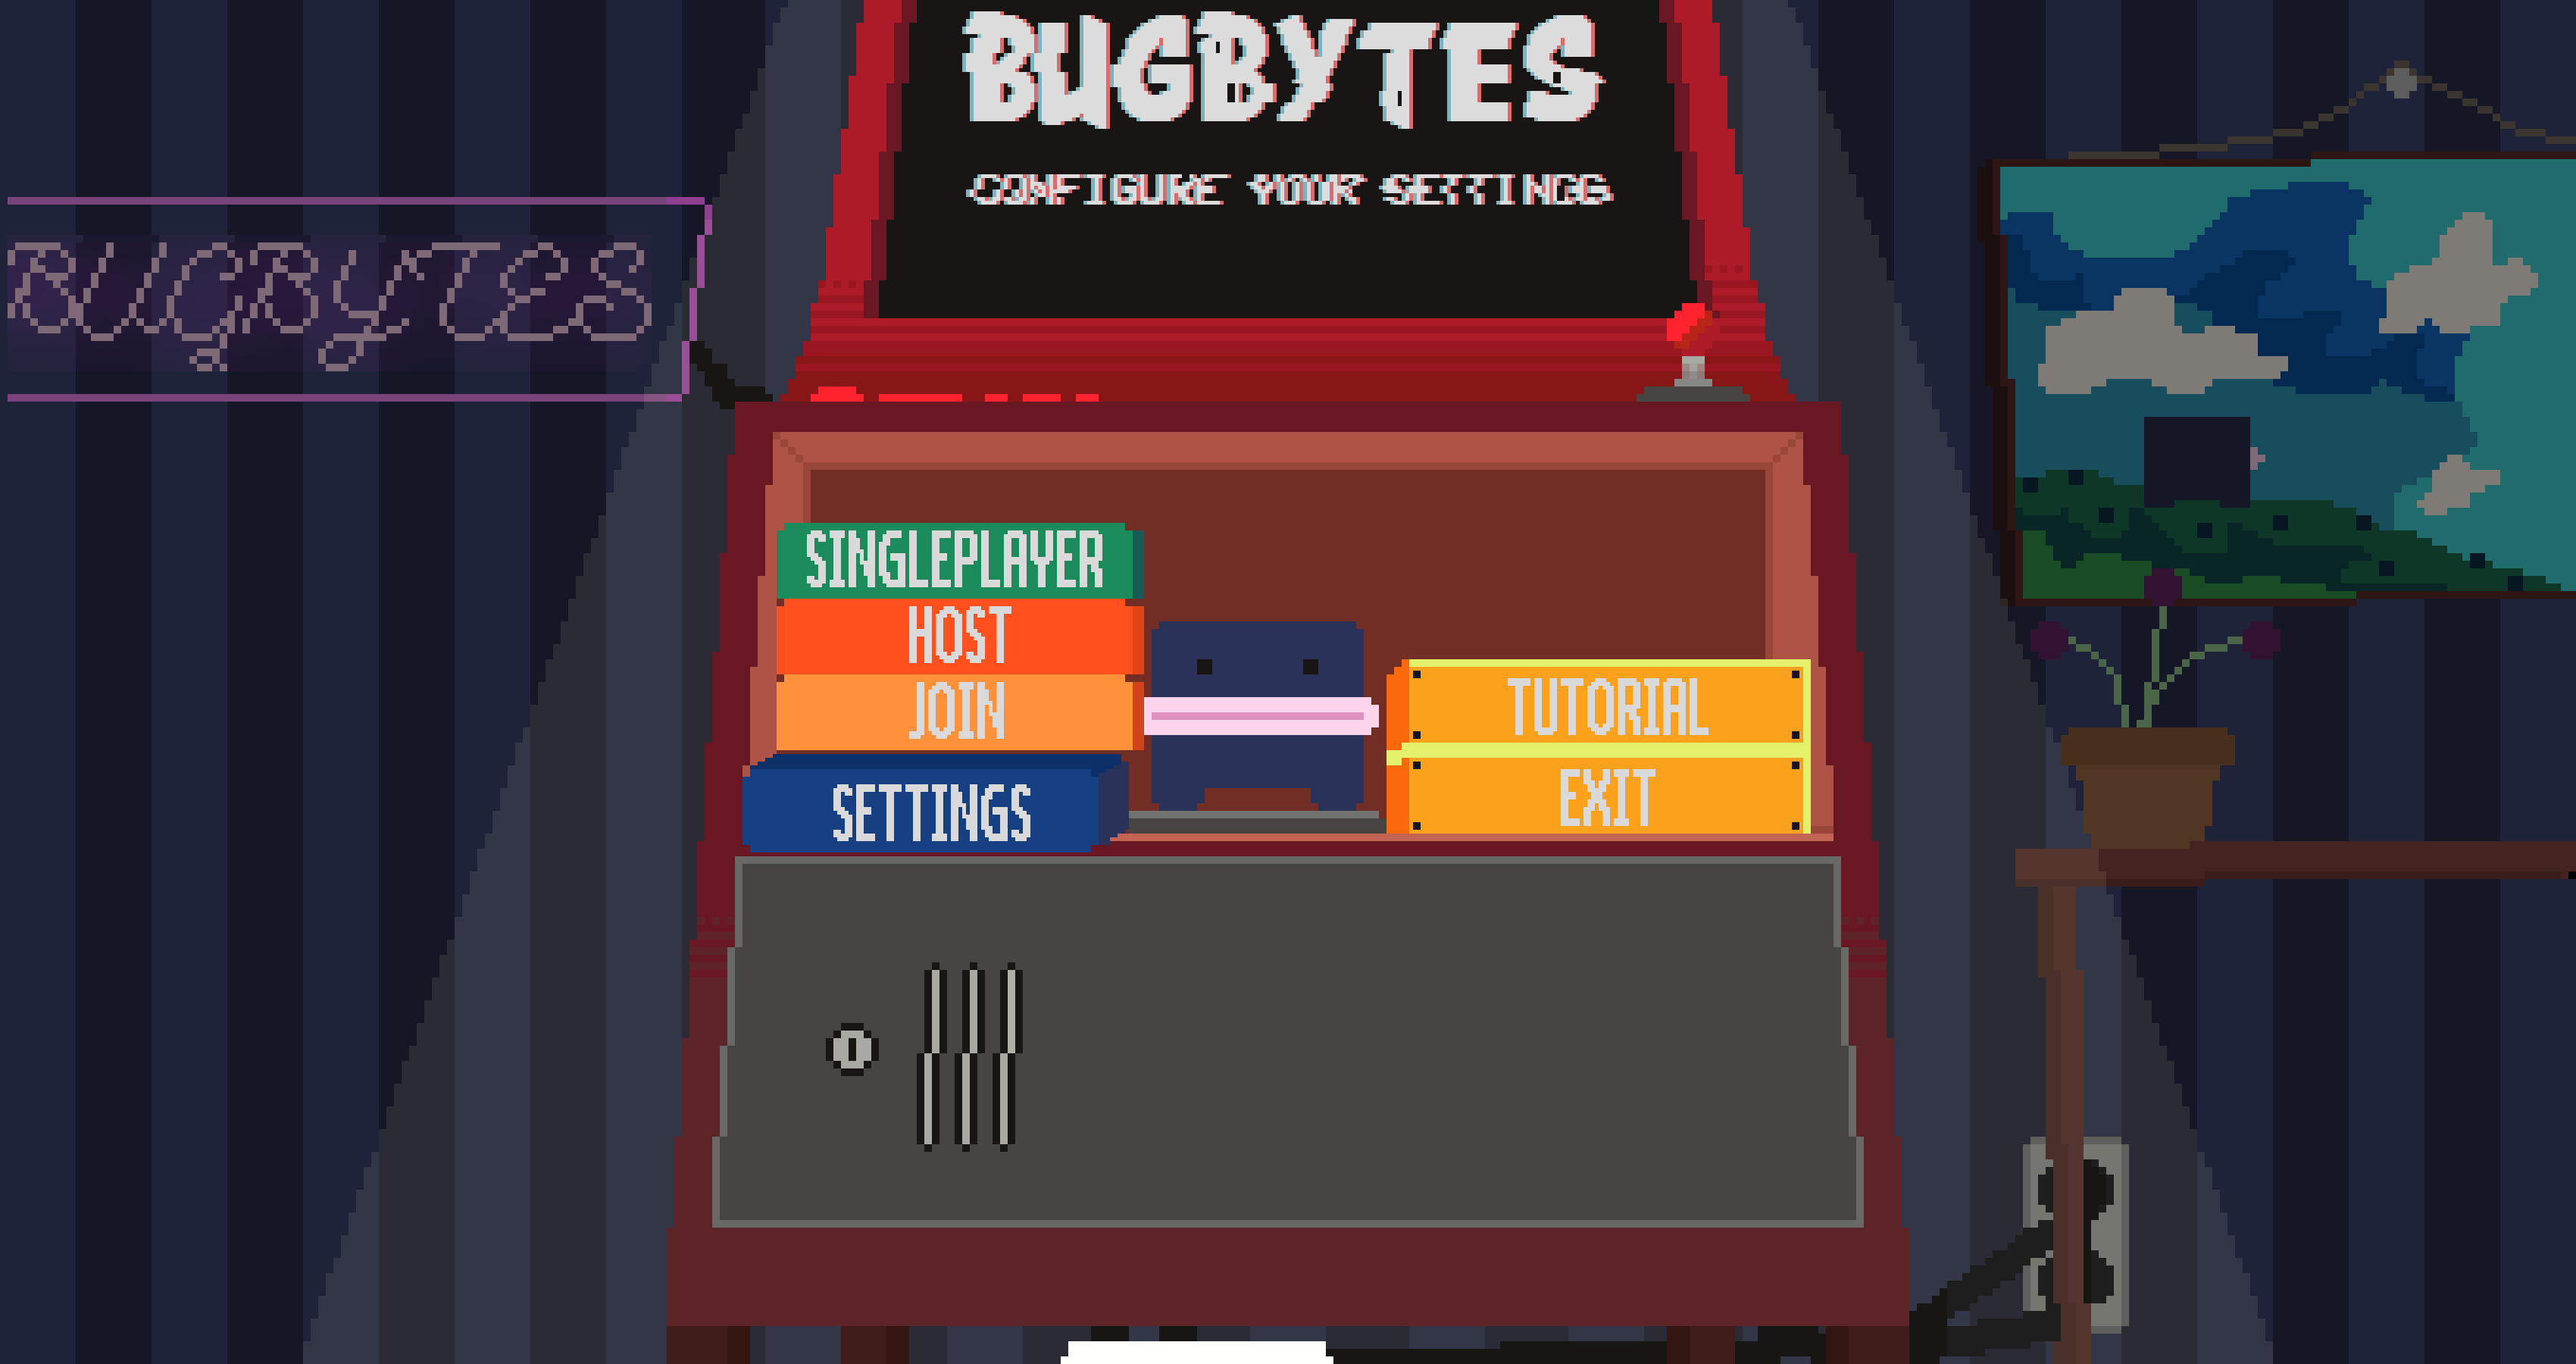 BUGBYTES
CONFIGURE YOUR SETTINGS
BUGBYTES
SINGLEPLAYER
HOST
JOIN
SETTINGS
TUTORIAL
EXIT